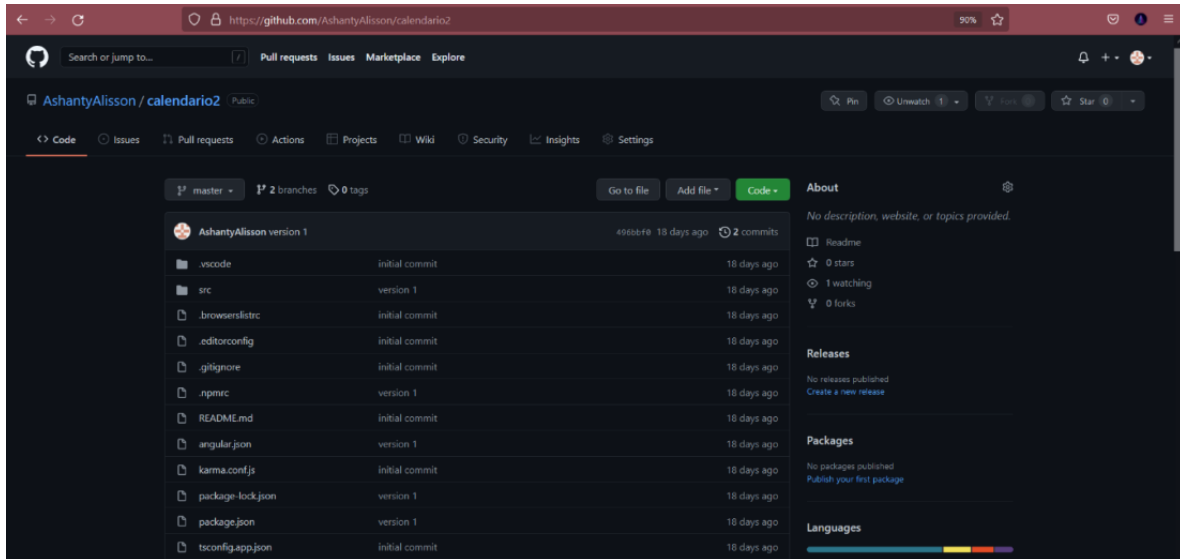 https://github.com/AshantyAlisson/calendario2 90%
Search or jump to... / Pull requests Issues Marketplace Explore
AshantyAlisson / calendario2 Public
Pin Unwatch 1 Fork Star 0
Code Issues Pull requests Actions Projects Wiki Security Insights Settings
master 2 branches 0 tags Go to file Add file Code
AshantyAlisson version 1 496bbf0 18 days ago 2 commits
.vscode initial commit 18 days ago
src version 1 18 days ago
.browserslistrc initial commit 18 days ago
.editorconfig initial commit 18 days ago
.gitignore initial commit 18 days ago
.npmrc version 1 18 days ago
README.md initial commit 18 days ago
angular.json version 1 18 days ago
karma.conf.js initial commit 18 days ago
package-lock.json version 1 18 days ago
package.json version 1 18 days ago
tsconfig.app.json initial commit 18 days ago
About
No description, website, or topics provided.
Readme
0 stars
1 watching
0 forks
Releases
No releases published
Create a new release
Packages
No packages published
Publish your first package
Languages